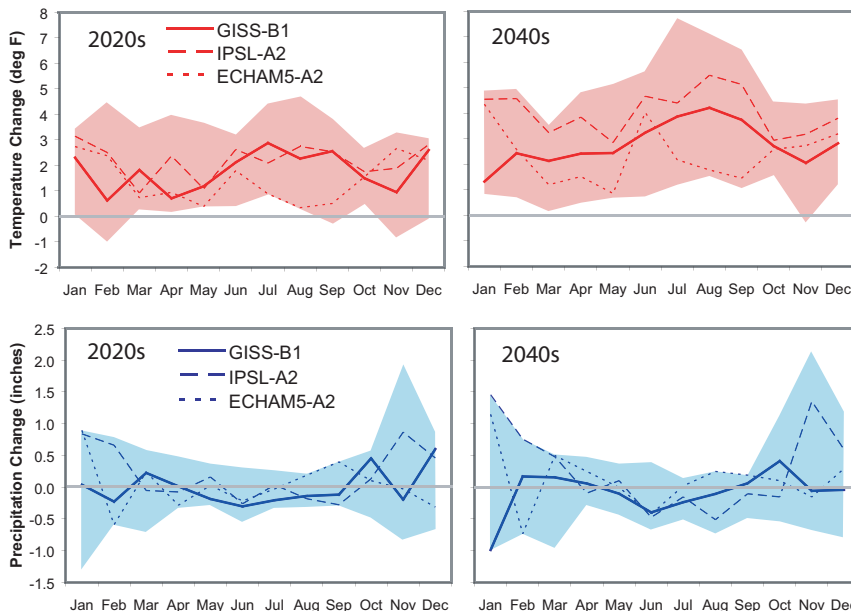 8
7
6
5
4
3
2
1
0
-1
-2
Temperature Change (deg F)
2020s
GISS-B1
IPSL-A2
ECHAM5-A2
Jan Feb Mar Apr May Jun Jul Aug Sep Oct Nov Dec
2040s
Jan Feb Mar Apr May Jun Jul Aug Sep Oct Nov Dec
2.5
2.0
1.5
1.0
0.5
0.0
-0.5
-1.0
-1.5
Precipitation Change (inches)
2020s
GISS-B1
IPSL-A2
ECHAM5-A2
Jan Feb Mar Apr May Jun Jul Aug Sep Oct Nov Dec
2040s
Jan Feb Mar Apr May Jun Jul Aug Sep Oct Nov Dec